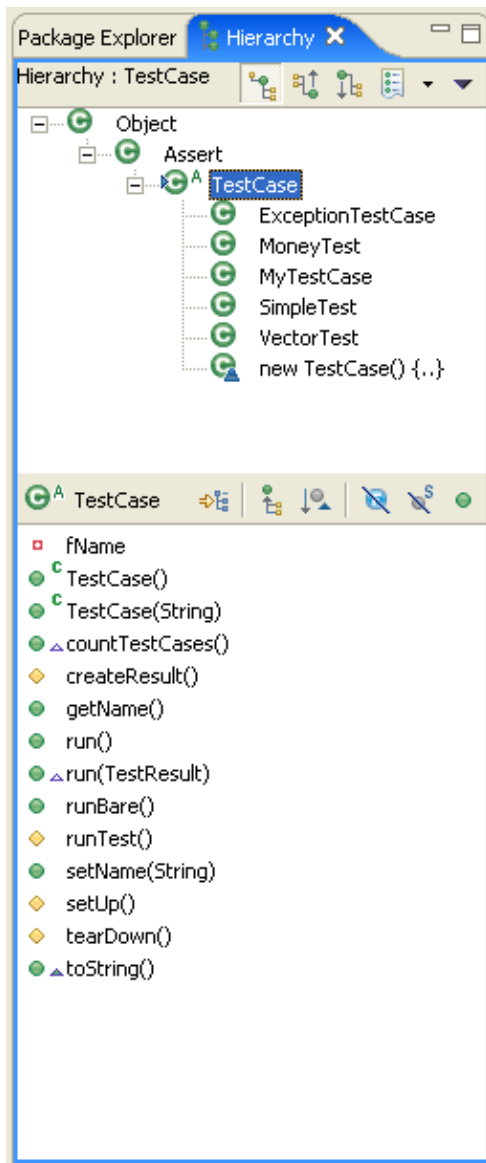 Package Explorer Hierarchy
Hierarchy : TestCase
Object
Assert
A TestCase
ExceptionTestCase
MoneyTest
MyTestCase
SimpleTest
VectorTest
new TestCase() {..}
A TestCase S
fName
C TestCase()
C TestCase(String)
countTestCases()
createResult()
getName()
run()
run(TestResult)
runBare()
runTest()
setName(String)
setUp()
tearDown()
toString()